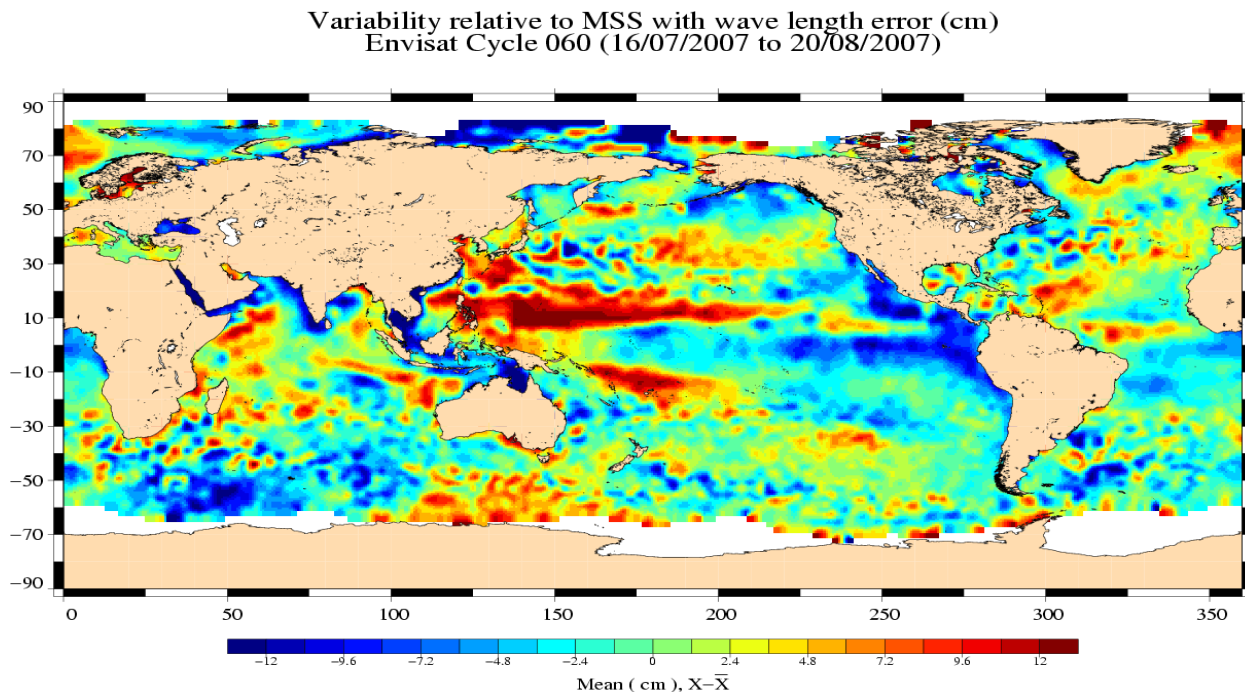 Variability relative to MSS with wave length error (cm)
Envisat Cycle 060 (16/07/2007 to 20/08/2007)
90
70
50
30
10
−10
−30
−50
−70
−90
0 50 100 150 200 250 300 350
−12 −9.6 −7.2 −4.8 −2.4 0 2.4 4.8 7.2 9.6 12
Mean ( cm ), X−X̅